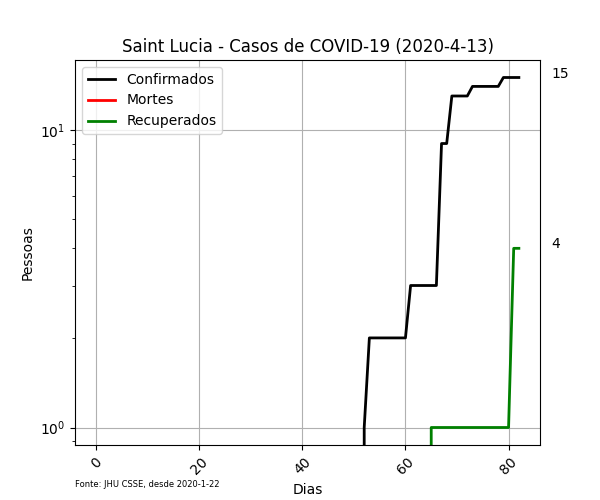 Saint Lucia - Casos de COVID-19 (2020-4-13)
Confirmados
Mortes
Recuperados
15
10¹
4
Pessoas
10⁰
0 20 40 60 80
Dias
Fonte: JHU CSSE, desde 2020-1-22